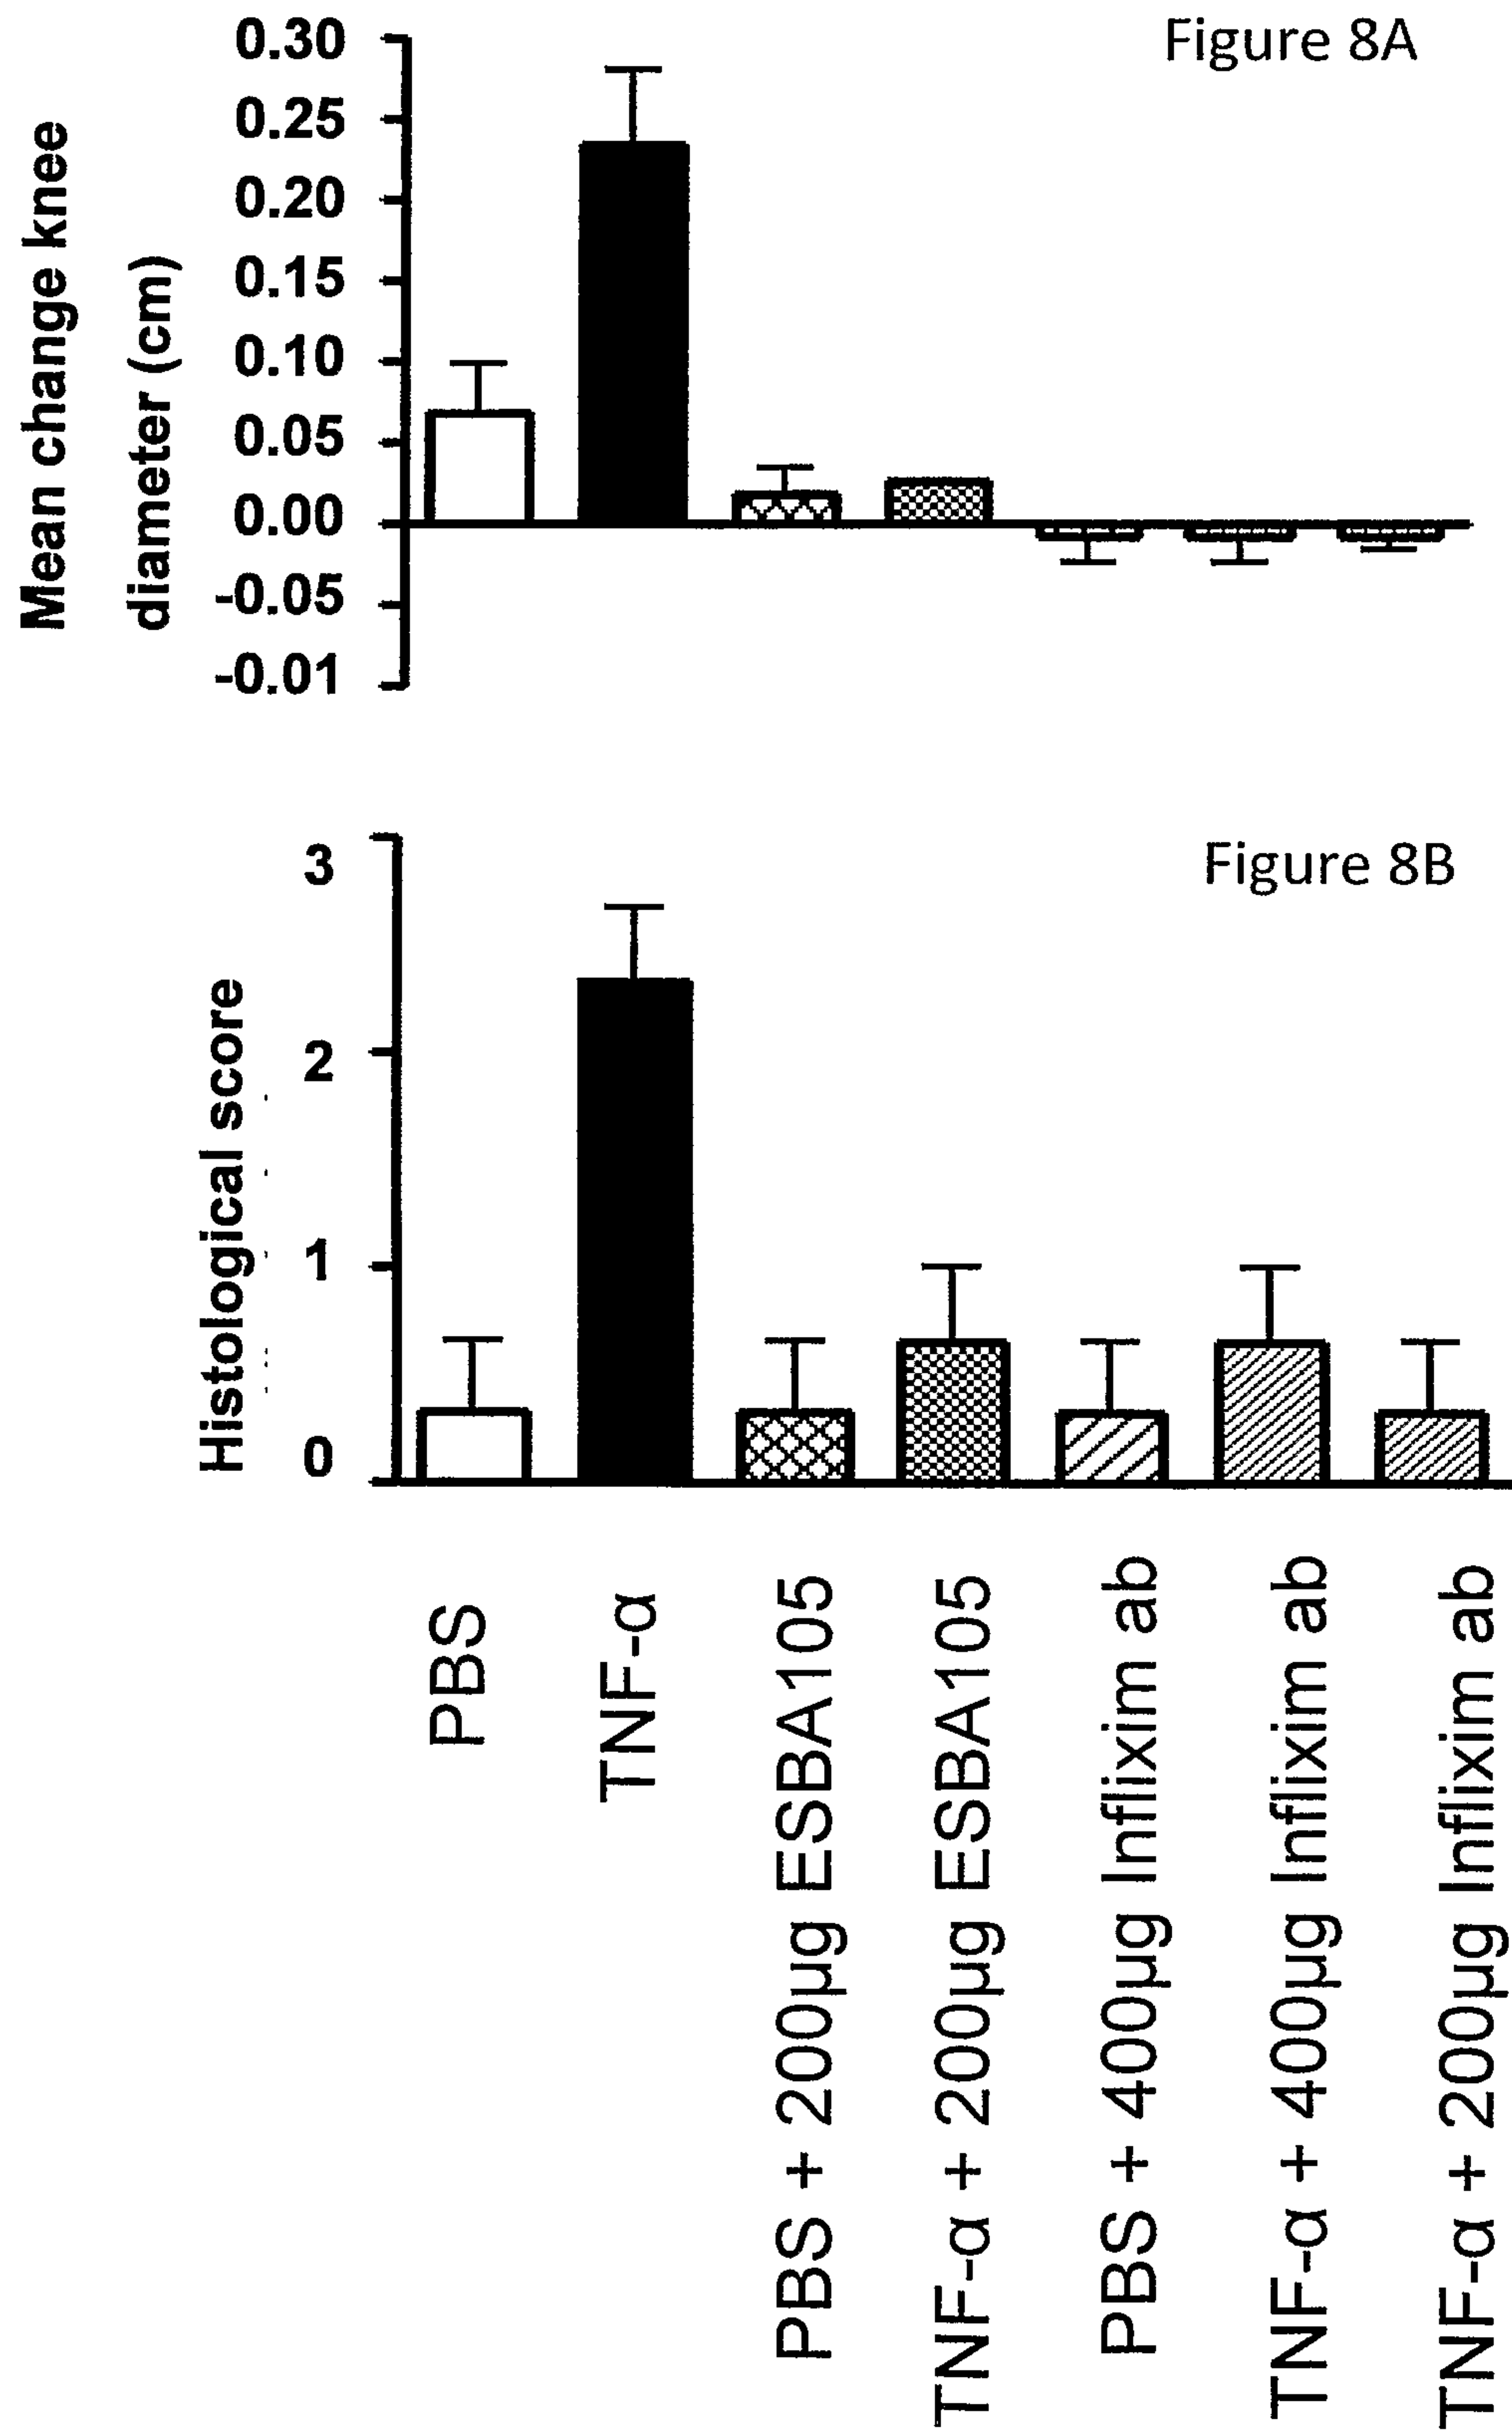 Figure 8A
Mean change knee
diameter (cm)
0.30
0.25
0.20
0.15
0.10
0.05
0.00
-0.05
-0.01
Figure 8B
Histological score
3
2
1
0
PBS
TNF-α
PBS + 200µg ESBA105
TNF-α + 200µg ESBA105
PBS + 400µg Inflixim ab
TNF-α + 400µg Inflixim ab
TNF-α + 200µg Inflixim ab